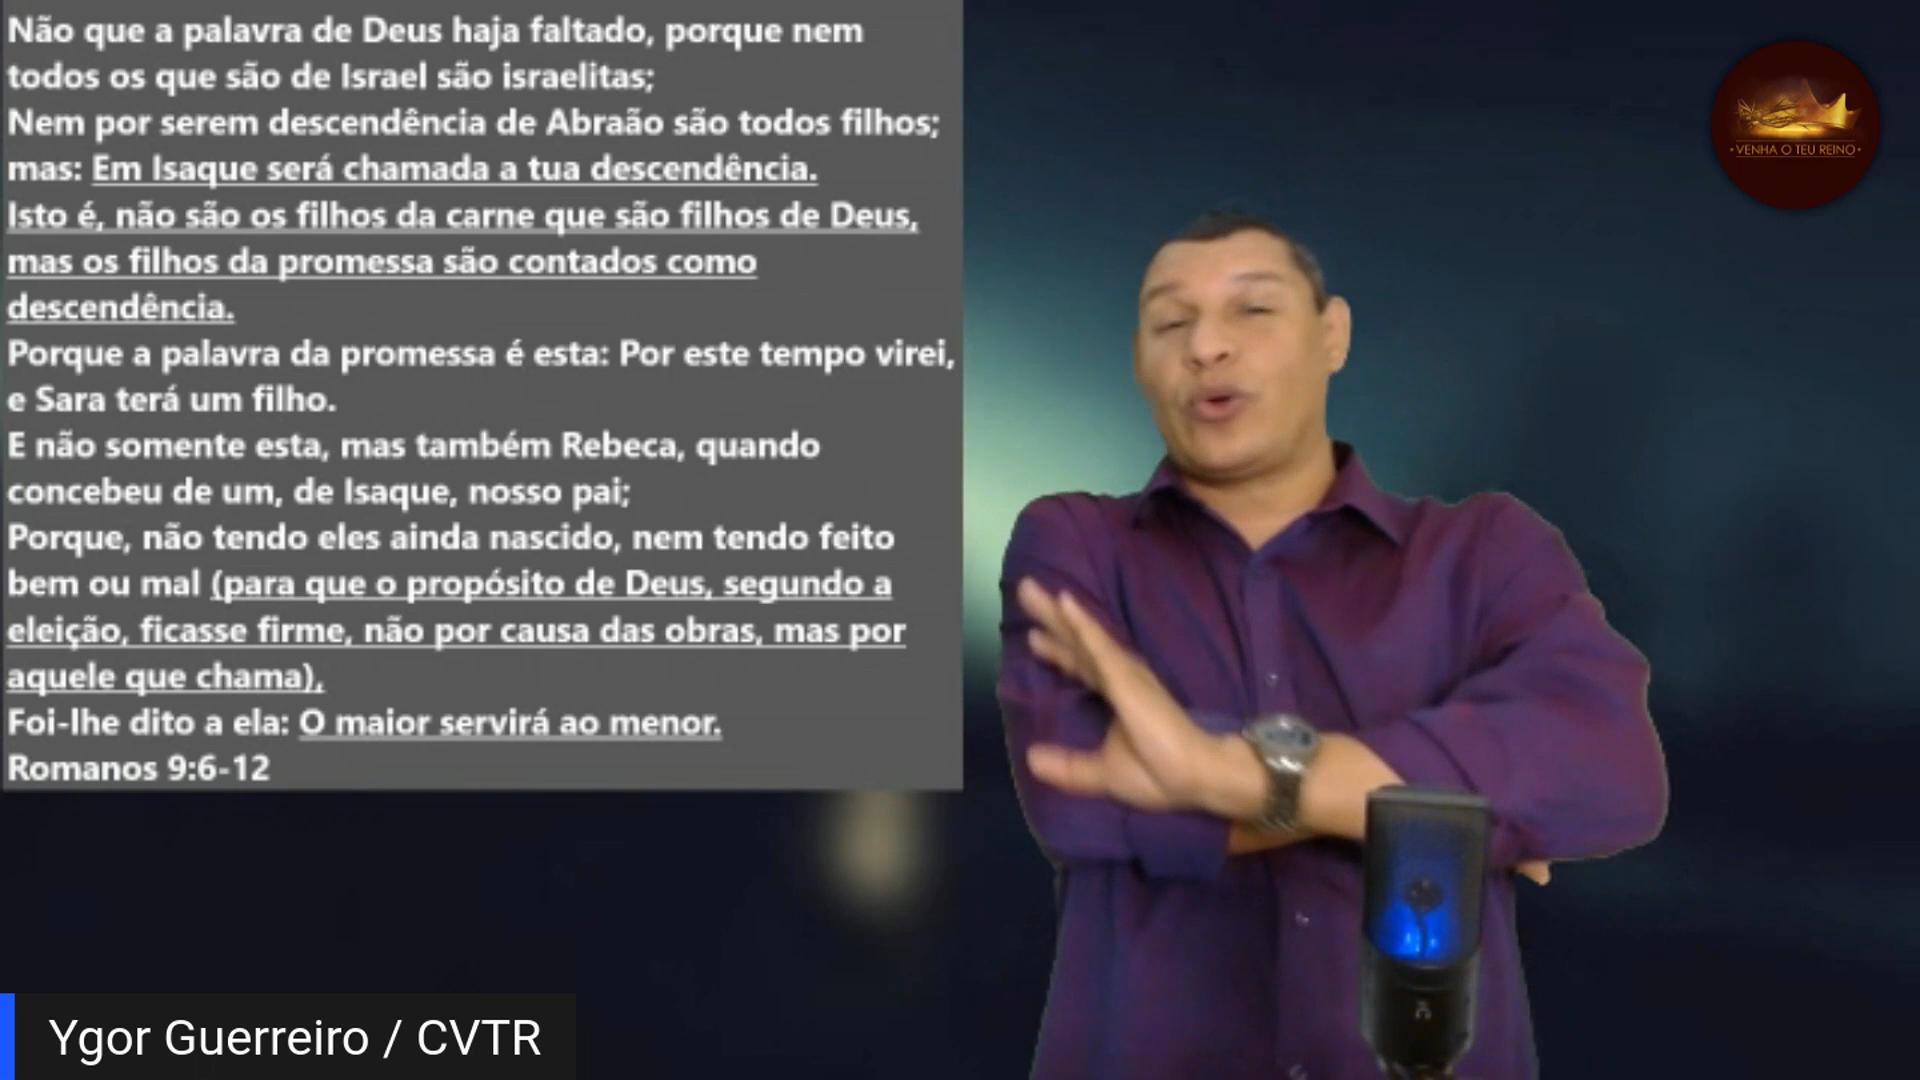 Não que a palavra de Deus haja faltado, porque nem
todos os que são de Israel são israelitas;
Nem por serem descendência de Abraão são todos filhos;
mas: Em Isaque será chamada a tua descendência.
Isto é, não são os filhos da carne que são filhos de Deus,
mas os filhos da promessa são contados como
descendência.
Porque a palavra da promessa é esta: Por este tempo virei,
e Sara terá um filho.
E não somente esta, mas também Rebeca, quando
concebeu de um, de Isaque, nosso pai;
Porque, não tendo eles ainda nascido, nem tendo feito
bem ou mal (para que o propósito de Deus, segundo a
eleição, ficasse firme, não por causa das obras, mas por
aquele que chama),
Foi-lhe dito a ela: O maior servirá ao menor.
Romanos 9:6-12
• VENHA O TEU REINO •
Ygor Guerreiro / CVTR